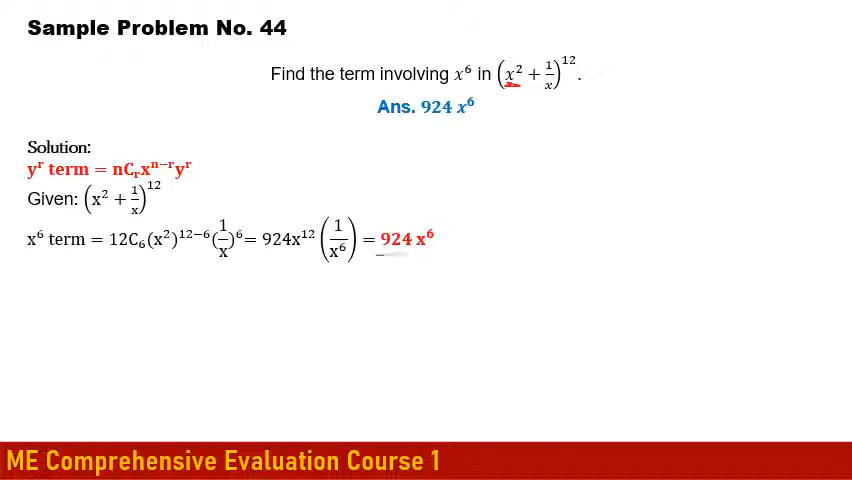 Sample Problem No. 44
Find the term involving x⁶ in (x² + 1/x)¹².
Ans. 924 x⁶
Solution:
yʳ term = nCᵣxⁿ⁻ʳyʳ
Given: (x² + 1/x)¹²
x⁶ term = 12C₆(x²)¹²⁻⁶(1/x)⁶= 924x¹²(1/x⁶) = 924 x⁶
ME Comprehensive Evaluation Course 1